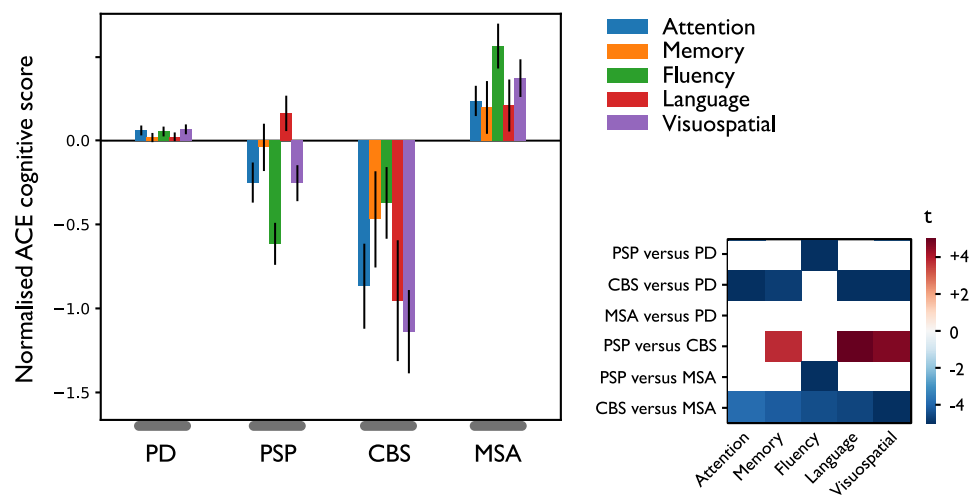 Normalised ACE cognitive score
0.0
−0.5
−1.0
−1.5
PD
PSP
CBS
MSA
Attention
Memory
Fluency
Language
Visuospatial
t
PSP versus PD
CBS versus PD
MSA versus PD
PSP versus CBS
PSP versus MSA
CBS versus MSA
Attention
Memory
Fluency
Language
Visuospatial
+4
+2
0
-2
-4